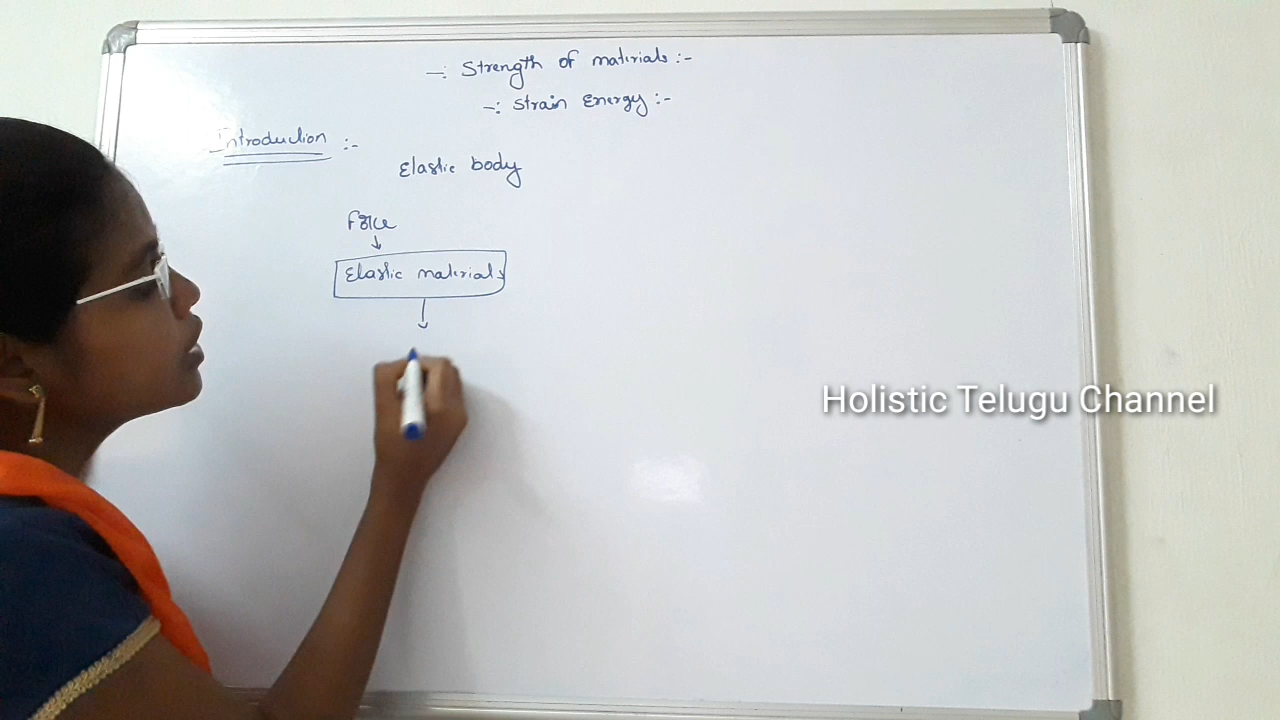 -: Strength of materials :-
-: Strain Energy :-
Introduction :-
Elastic body
Force
Elastic materials
Holistic Telugu Channel